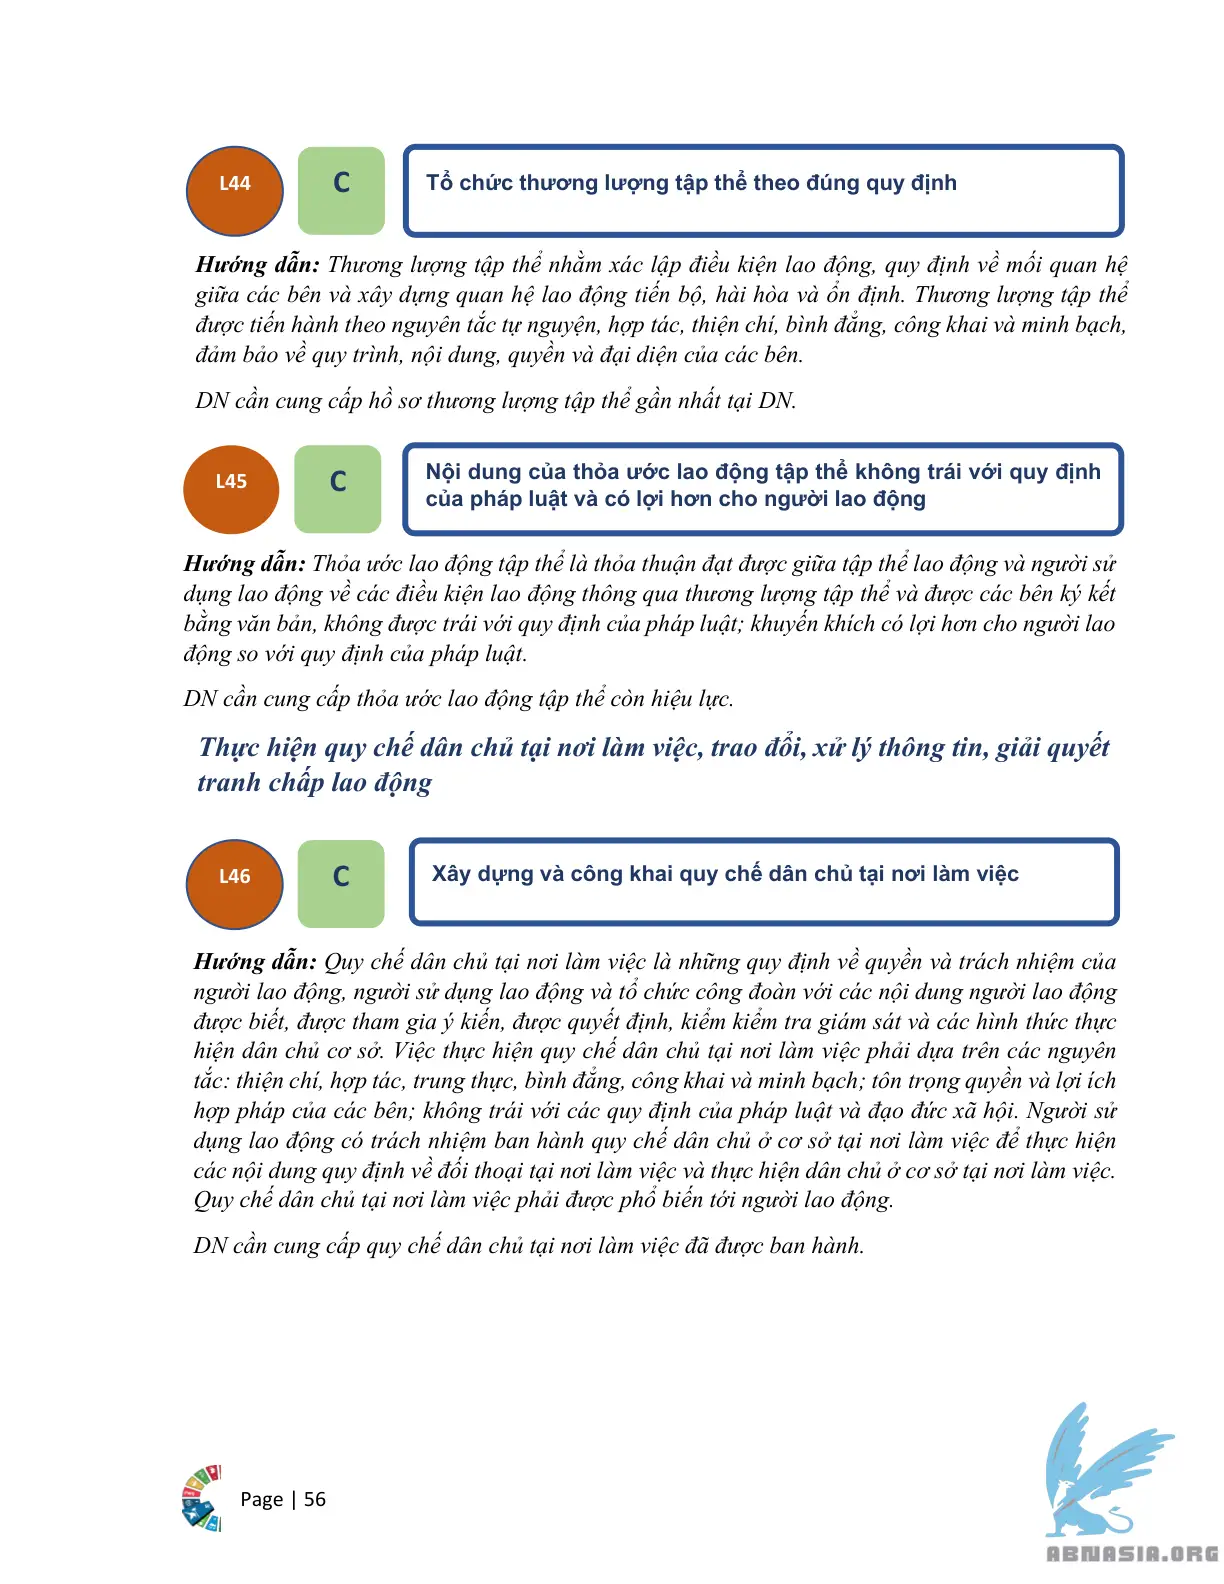 L44
C
Tổ chức thương lượng tập thể theo đúng quy định
Hướng dẫn: Thương lượng tập thể nhằm xác lập điều kiện lao động, quy định về mối quan hệ
giữa các bên và xây dựng quan hệ lao động tiến bộ, hài hòa và ổn định. Thương lượng tập thể
được tiến hành theo nguyên tắc tự nguyện, hợp tác, thiện chí, bình đẳng, công khai và minh bạch,
đảm bảo về quy trình, nội dung, quyền và đại diện của các bên.
DN cần cung cấp hồ sơ thương lượng tập thể gần nhất tại DN.
L45
C
Nội dung của thỏa ước lao động tập thể không trái với quy định
của pháp luật và có lợi hơn cho người lao động
Hướng dẫn: Thỏa ước lao động tập thể là thỏa thuận đạt được giữa tập thể lao động và người sử
dụng lao động về các điều kiện lao động thông qua thương lượng tập thể và được các bên ký kết
bằng văn bản, không được trái với quy định của pháp luật; khuyến khích có lợi hơn cho người lao
động so với quy định của pháp luật.
DN cần cung cấp thỏa ước lao động tập thể còn hiệu lực.
Thực hiện quy chế dân chủ tại nơi làm việc, trao đổi, xử lý thông tin, giải quyết
tranh chấp lao động
L46
C
Xây dựng và công khai quy chế dân chủ tại nơi làm việc
Hướng dẫn: Quy chế dân chủ tại nơi làm việc là những quy định về quyền và trách nhiệm của
người lao động, người sử dụng lao động và tổ chức công đoàn với các nội dung người lao động
được biết, được tham gia ý kiến, được quyết định, kiểm kiểm tra giám sát và các hình thức thực
hiện dân chủ cơ sở. Việc thực hiện quy chế dân chủ tại nơi làm việc phải dựa trên các nguyên
tắc: thiện chí, hợp tác, trung thực, bình đẳng, công khai và minh bạch; tôn trọng quyền và lợi ích
hợp pháp của các bên; không trái với các quy định của pháp luật và đạo đức xã hội. Người sử
dụng lao động có trách nhiệm ban hành quy chế dân chủ ở cơ sở tại nơi làm việc để thực hiện
các nội dung quy định về đối thoại tại nơi làm việc và thực hiện dân chủ ở cơ sở tại nơi làm việc.
Quy chế dân chủ tại nơi làm việc phải được phổ biến tới người lao động.
DN cần cung cấp quy chế dân chủ tại nơi làm việc đã được ban hành.
Page | 56
ABNASIA.ORG